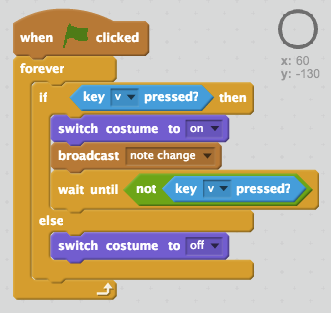 when clicked
x: 60
y: -130
forever
if key v pressed? then
switch costume to on
broadcast note change
wait until not key v pressed?
else
switch costume to off